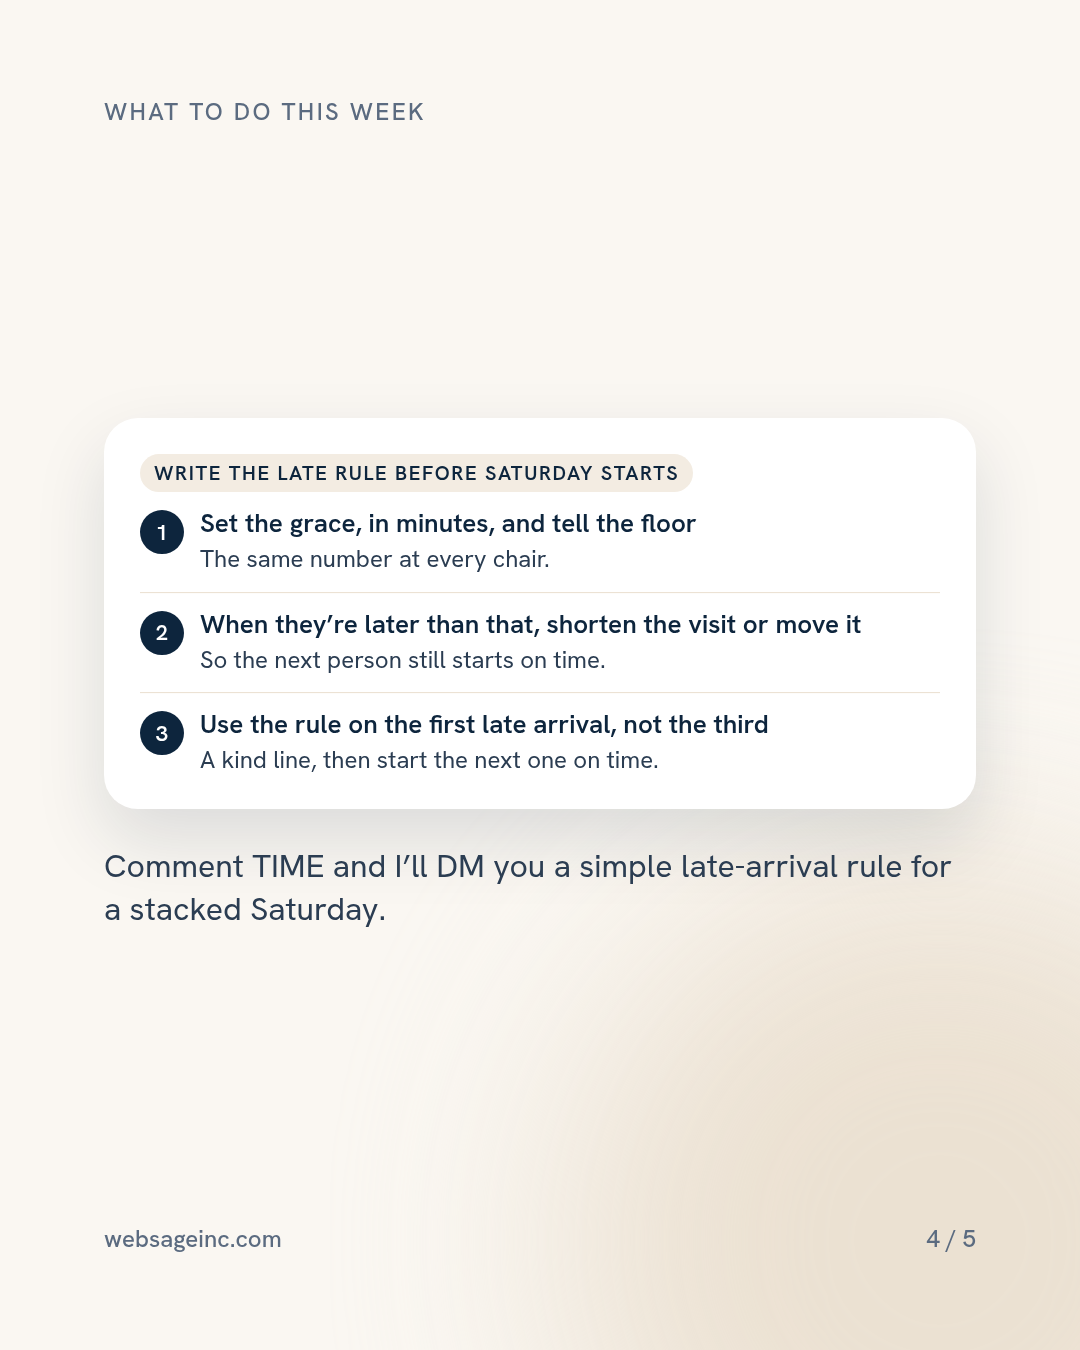 WHAT TO DO THIS WEEK
WRITE THE LATE RULE BEFORE SATURDAY STARTS
1 Set the grace, in minutes, and tell the floor
The same number at every chair.
2 When they’re later than that, shorten the visit or move it
So the next person still starts on time.
3 Use the rule on the first late arrival, not the third
A kind line, then start the next one on time.
Comment TIME and I’ll DM you a simple late-arrival rule for
a stacked Saturday.
websageinc.com
4 / 5